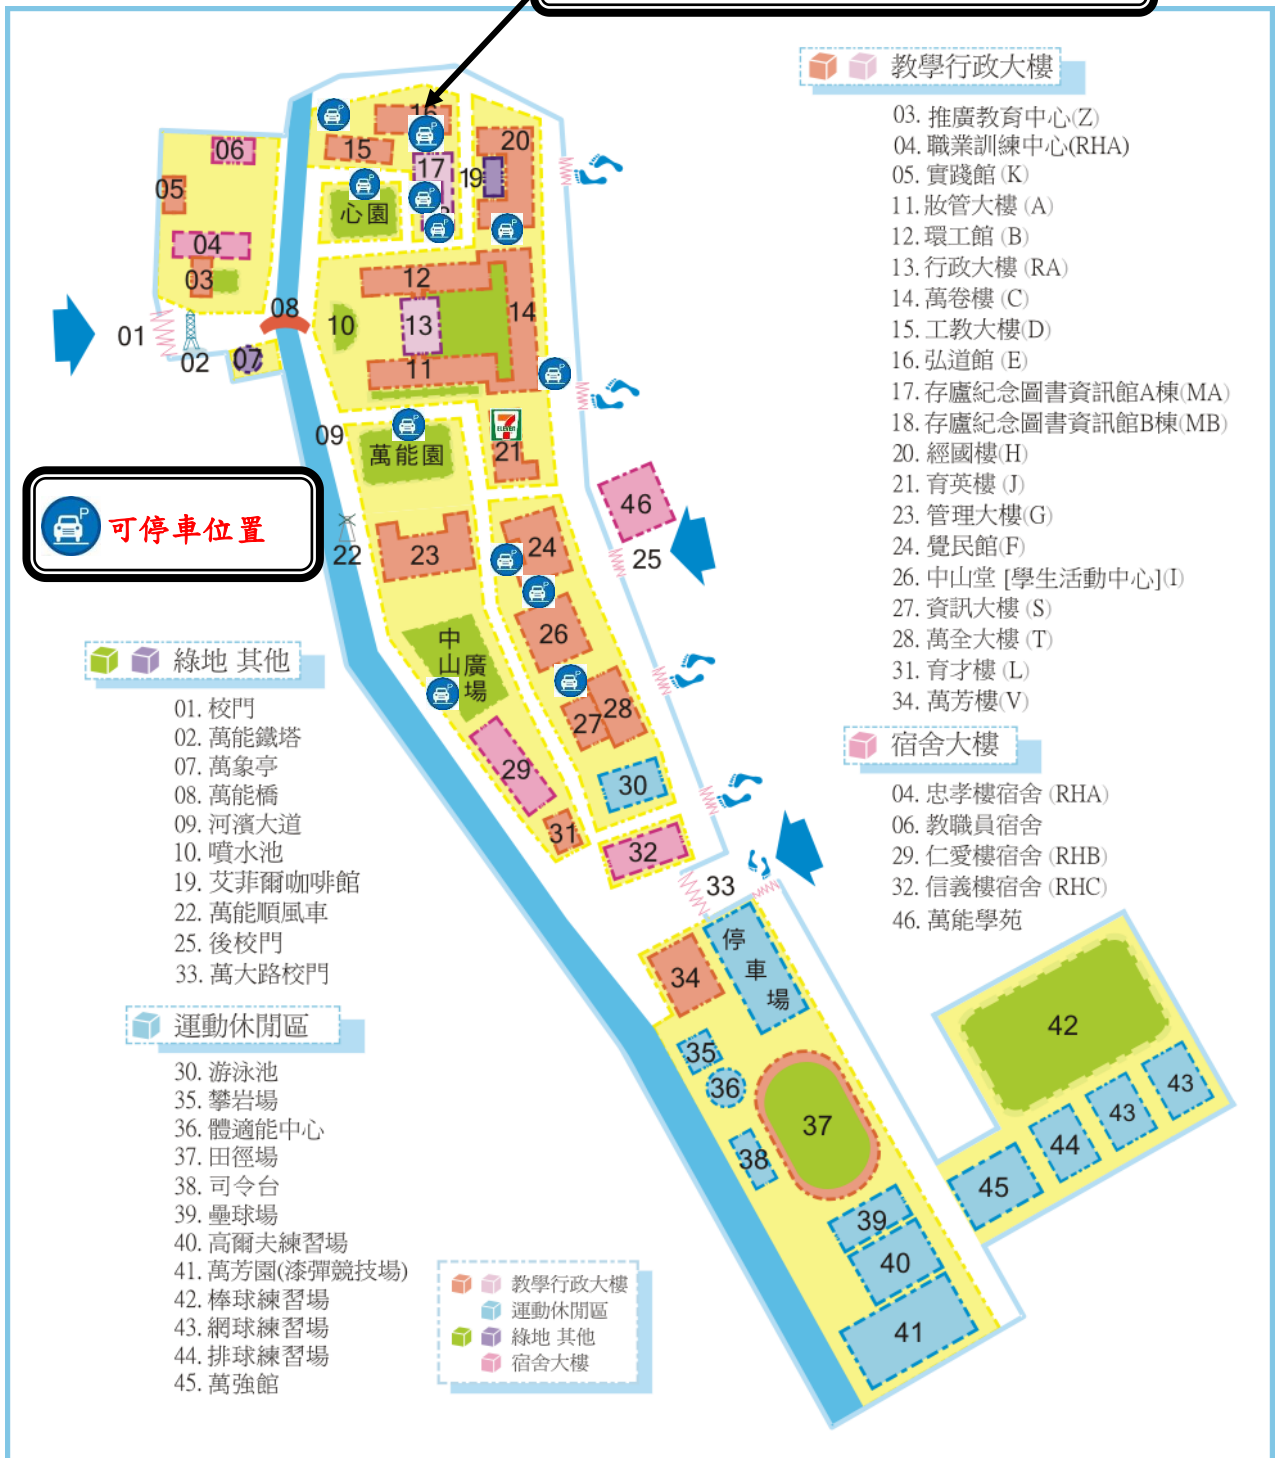 教學行政大樓
03. 推廣教育中心(Z)
04. 職業訓練中心(RHA)
05. 實踐館 (K)
11. 妝管大樓 (A)
12. 環工館 (B)
13. 行政大樓 (RA)
14. 萬卷樓 (C)
15. 工教大樓(D)
16. 弘道館 (E)
17. 存廬紀念圖書資訊館A棟(MA)
18. 存廬紀念圖書資訊館B棟(MB)
20. 經國樓(H)
21. 育英樓 (J)
23. 管理大樓(G)
24. 覺民館(F)
26. 中山堂 [學生活動中心](I)
27. 資訊大樓 (S)
28. 萬全大樓 (T)
31. 育才樓 (L)
34. 萬芳樓(V)
宿舍大樓
04. 忠孝樓宿舍 (RHA)
06. 教職員宿舍
29. 仁愛樓宿舍 (RHB)
32. 信義樓宿舍 (RHC)
46. 萬能學苑
16
06
15
20
17
19
05
心園
04
12
03
08
14
10
13
01
02
07
11
09
萬能園
7
ELEVEN
21
46
P
可停車位置
22
23
24
25
26
中山廣場
27
28
29
30
31
32
33
停車場
34
35
36
37
38
39
40
41
42
43
43
44
45
綠地 其他
01. 校門
02. 萬能鐵塔
07. 萬象亭
08. 萬能橋
09. 河濱大道
10. 噴水池
19. 艾菲爾咖啡館
22. 萬能順風車
25. 後校門
33. 萬大路校門
運動休閒區
30. 游泳池
35. 攀岩場
36. 體適能中心
37. 田徑場
38. 司令台
39. 壘球場
40. 高爾夫練習場
41. 萬芳園(漆彈競技場)
42. 棒球練習場
43. 網球練習場
44. 排球練習場
45. 萬強館
教學行政大樓
運動休閒區
綠地 其他
宿舍大樓